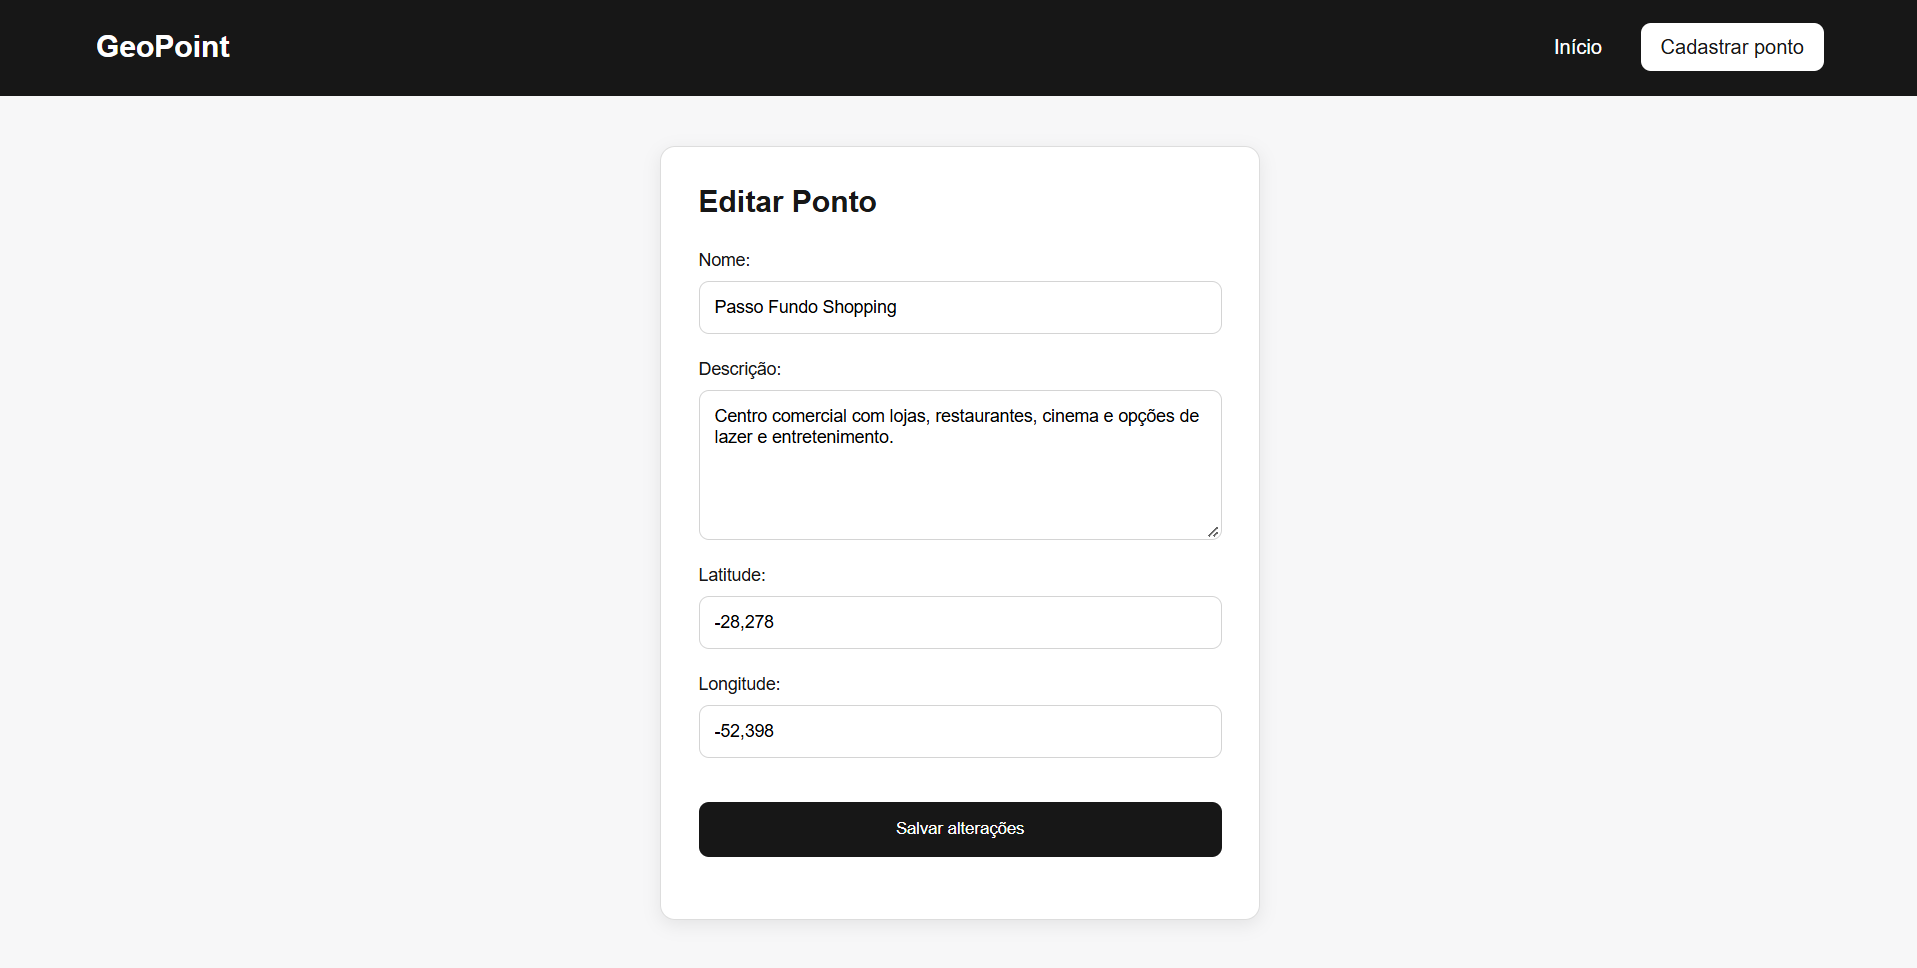 GeoPoint
Início
Cadastrar ponto
Editar Ponto
Nome:
Passo Fundo Shopping
Descrição:
Centro comercial com lojas, restaurantes, cinema e opções de
lazer e entretenimento.
Latitude:
-28,278
Longitude:
-52,398
Salvar alterações